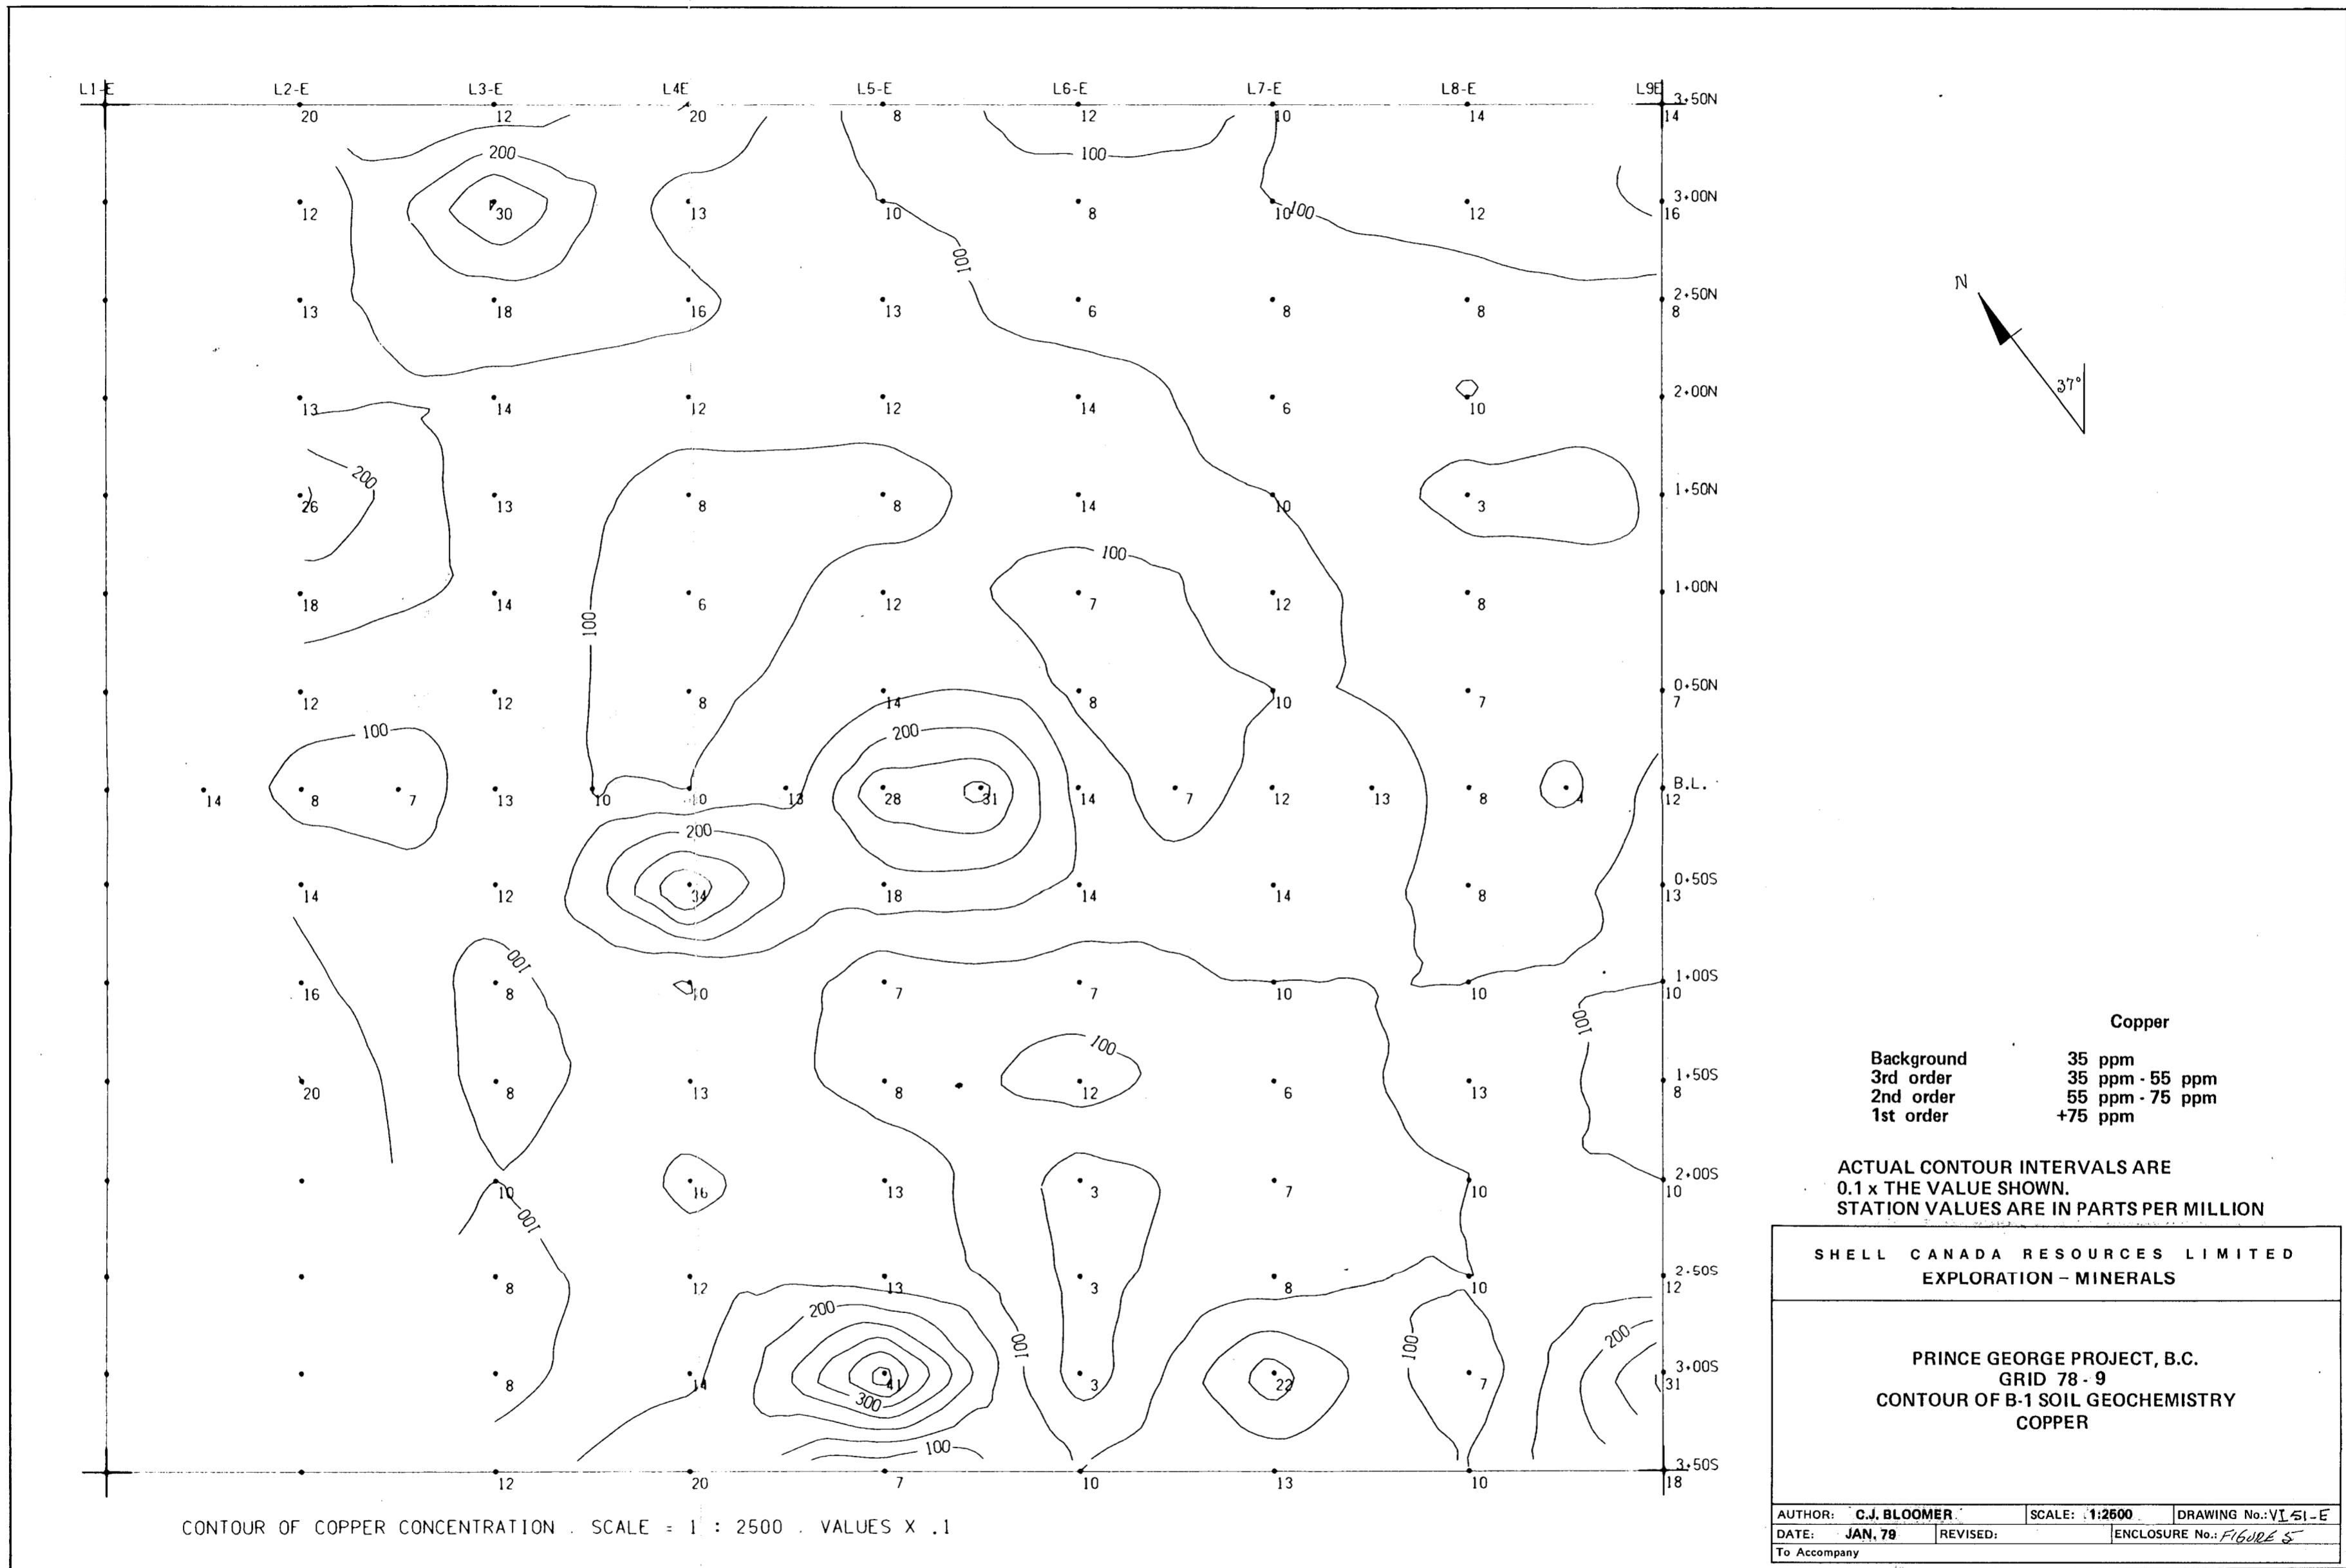 L1-E L2-E L3-E L4E L5-E L6-E L7-E L8-E L9E
3+50N
20 12 20 8 12 10 14 14
200
100
3+00N
12 30 13 10 8 10 100 12 16
100
N
2+50N
13 18 16 13 6 8 8 8
37°
2+00N
13 14 12 12 14 6 10
200
1+50N
26 13 8 8 14 10 3
100
1+00N
18 14 6 12 7 12 8
100
0+50N
12 12 8 14 8 10 7 7
100
200
B.L.
14 8 7 13 10 10 13 28 31 14 7 12 13 8 4 12
200
0+50S
14 12 34 18 14 14 8 13
100
1+00S
16 8 10 7 7 10 10 10
100
100
1+50S
20 8 13 8 12 6 13 8
2+00S
10 16 13 3 7 10 10
100
2+50S
8 12 13 3 8 10 12
200
100
100
200
3+00S
8 14 41 3 22 7 31
300
100
3+50S
12 20 7 10 13 10 18
CONTOUR OF COPPER CONCENTRATION . SCALE = 1 : 2500 . VALUES X .1
Copper
Background 35 ppm
3rd order 35 ppm - 55 ppm
2nd order 55 ppm - 75 ppm
1st order +75 ppm
ACTUAL CONTOUR INTERVALS ARE
0.1 x THE VALUE SHOWN.
STATION VALUES ARE IN PARTS PER MILLION
SHELL CANADA RESOURCES LIMITED
EXPLORATION - MINERALS
PRINCE GEORGE PROJECT, B.C.
GRID 78 - 9
CONTOUR OF B-1 SOIL GEOCHEMISTRY
COPPER
AUTHOR: C.J. BLOOMER SCALE: 1:2500 DRAWING No.: VI 51-E
DATE: JAN. 79 REVISED: ENCLOSURE No.: FIGURE 5
To Accompany